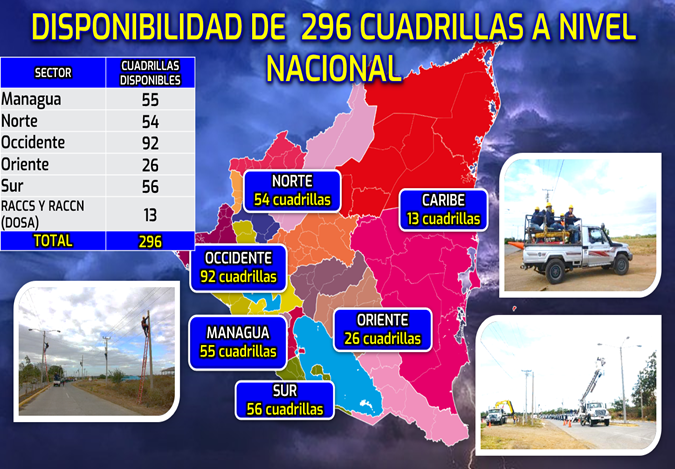 DISPONIBILIDAD DE 296 CUADRILLAS A NIVEL
NACIONAL
SECTOR CUADRILLAS DISPONIBLES
Managua 55
Norte 54
Occidente 92
Oriente 26
Sur 56
RACCS Y RACCN (DOSA) 13
TOTAL 296
NORTE
54 cuadrillas
CARIBE
13 cuadrillas
OCCIDENTE
92 cuadrillas
MANAGUA
55 cuadrillas
ORIENTE
26 cuadrillas
SUR
56 cuadrillas